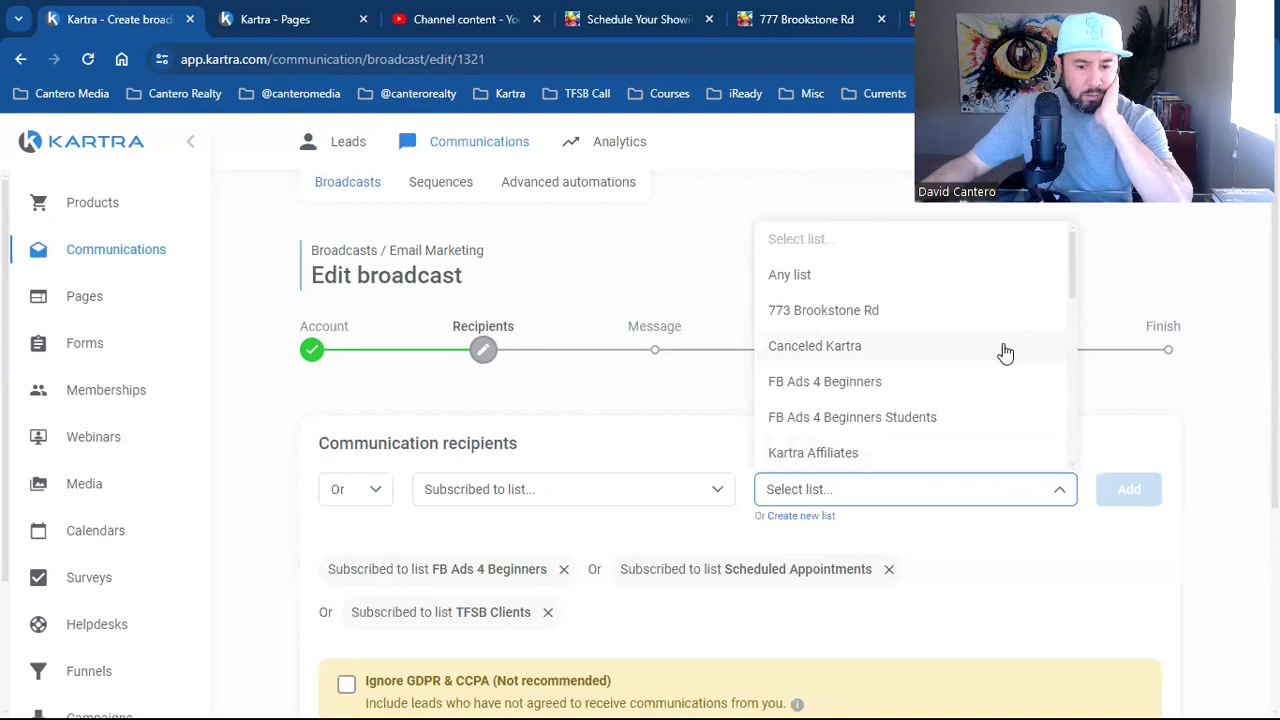 Kartra - Create broad
Kartra - Pages
Channel content - Yo
Schedule Your Showi
777 Brookstone Rd
app.kartra.com/communication/broadcast/edit/1321
Cantero Media
Cantero Realty
@canteromedia
@canterorealty
Kartra
TFSB Call
Courses
iReady
Misc
Currents
David Cantero
KARTRA
Leads
Communications
Analytics
Broadcasts
Sequences
Advanced automations
Products
Communications
Pages
Forms
Memberships
Webinars
Media
Calendars
Surveys
Helpdesks
Funnels
Campaigns
Broadcasts / Email Marketing
Edit broadcast
Account
Recipients
Message
Finish
Select list...
Any list
773 Brookstone Rd
Canceled Kartra
FB Ads 4 Beginners
FB Ads 4 Beginners Students
Kartra Affiliates
Communication recipients
Or
Subscribed to list...
Select list...
Add
Or Create new list
Subscribed to list FB Ads 4 Beginners
Or
Subscribed to list Scheduled Appointments
Or
Subscribed to list TFSB Clients
Ignore GDPR & CCPA (Not recommended)
Include leads who have not agreed to receive communications from you.